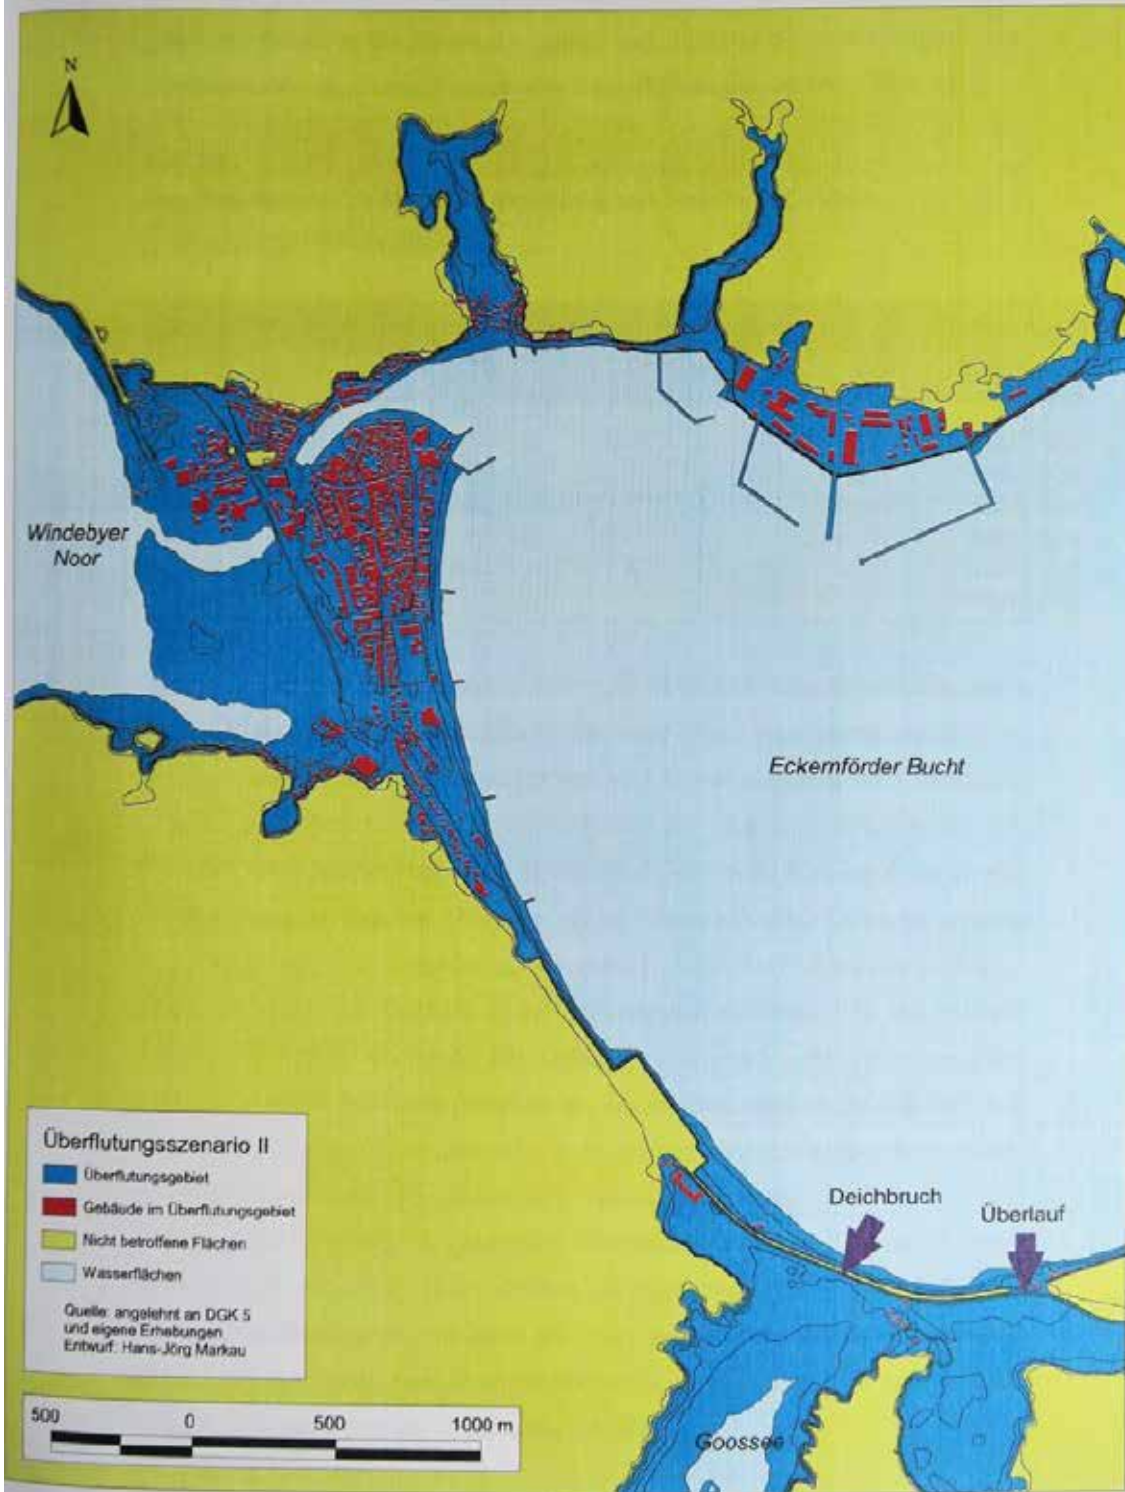 N
Windebyer
Noor
Eckernförder Bucht
Deichbruch
Überlauf
Goossee
Überflutungsszenario II
Überflutungsgebiet
Gebäude im Überflutungsgebiet
Nicht betroffene Flächen
Wasserflächen
Quelle: angelehnt an DGK 5
und eigene Erhebungen
Entwurf: Hans-Jörg Markau
500 0 500 1000 m